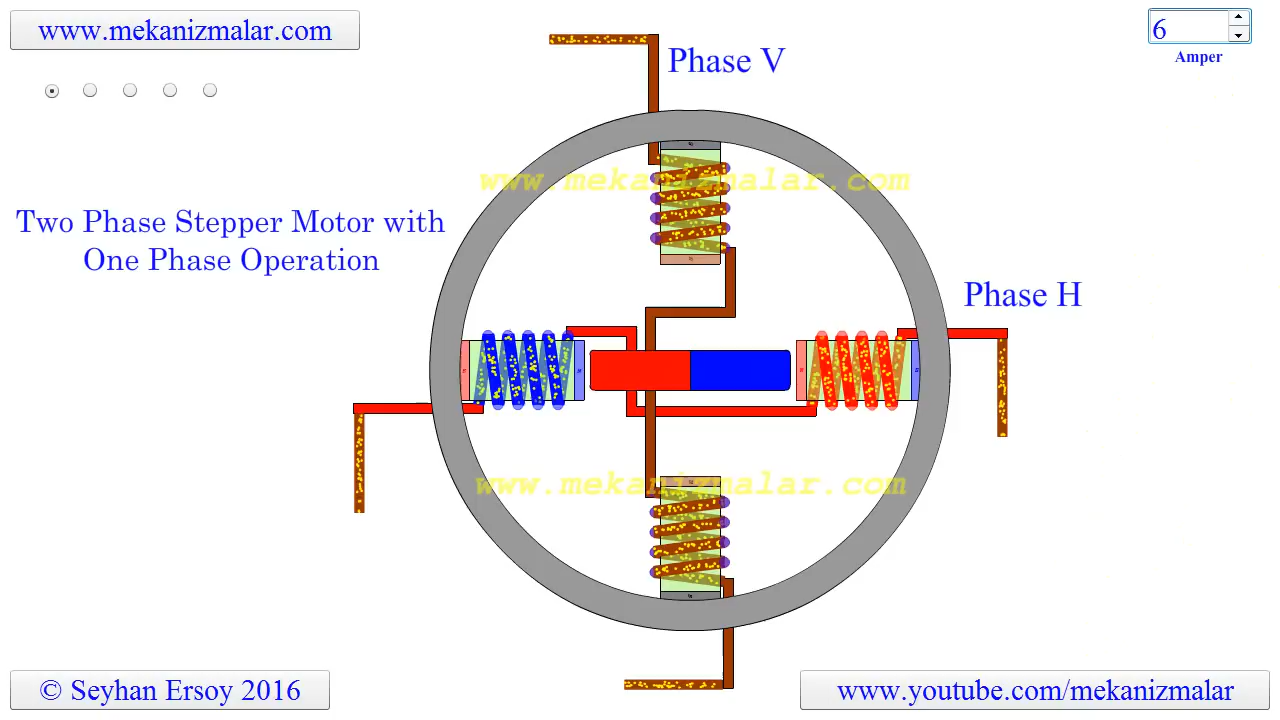 www.mekanizmalar.com
6
Amper
Phase V
www.mekanizmalar.com
Two Phase Stepper Motor with
One Phase Operation
Phase H
www.mekanizmalar.com
© Seyhan Ersoy 2016
www.youtube.com/mekanizmalar